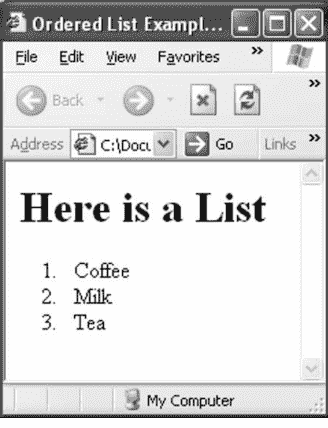 Ordered List Exampl...
File Edit View Favorites »
Back »
Address C:\Docu Go Links »
Here is a List
1. Coffee
2. Milk
3. Tea
My Computer